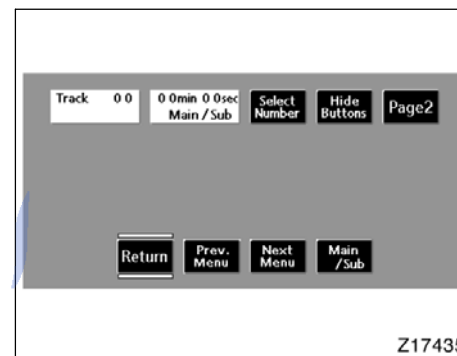 Track 0 0
0 0min 0 0sec
Main / Sub
Select
Number
Hide
Buttons
Page2
Return
Prev.
Menu
Next
Menu
Main
/Sub
Z17435